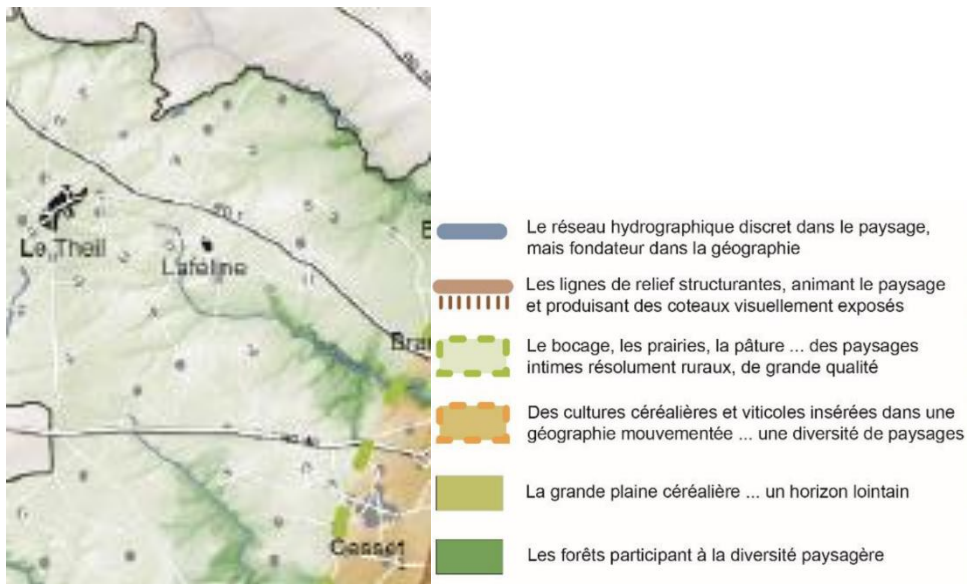 Le Theil
Lafeline
Cesset
Le réseau hydrographique discret dans le paysage,
mais fondateur dans la géographie
Les lignes de relief structurantes, animant le paysage
et produisant des coteaux visuellement exposés
Le bocage, les prairies, la pâture ... des paysages
intimes résolument ruraux, de grande qualité
Des cultures céréalières et viticoles insérées dans une
géographie mouvementée ... une diversité de paysages
La grande plaine céréalière ... un horizon lointain
Les forêts participant à la diversité paysagère